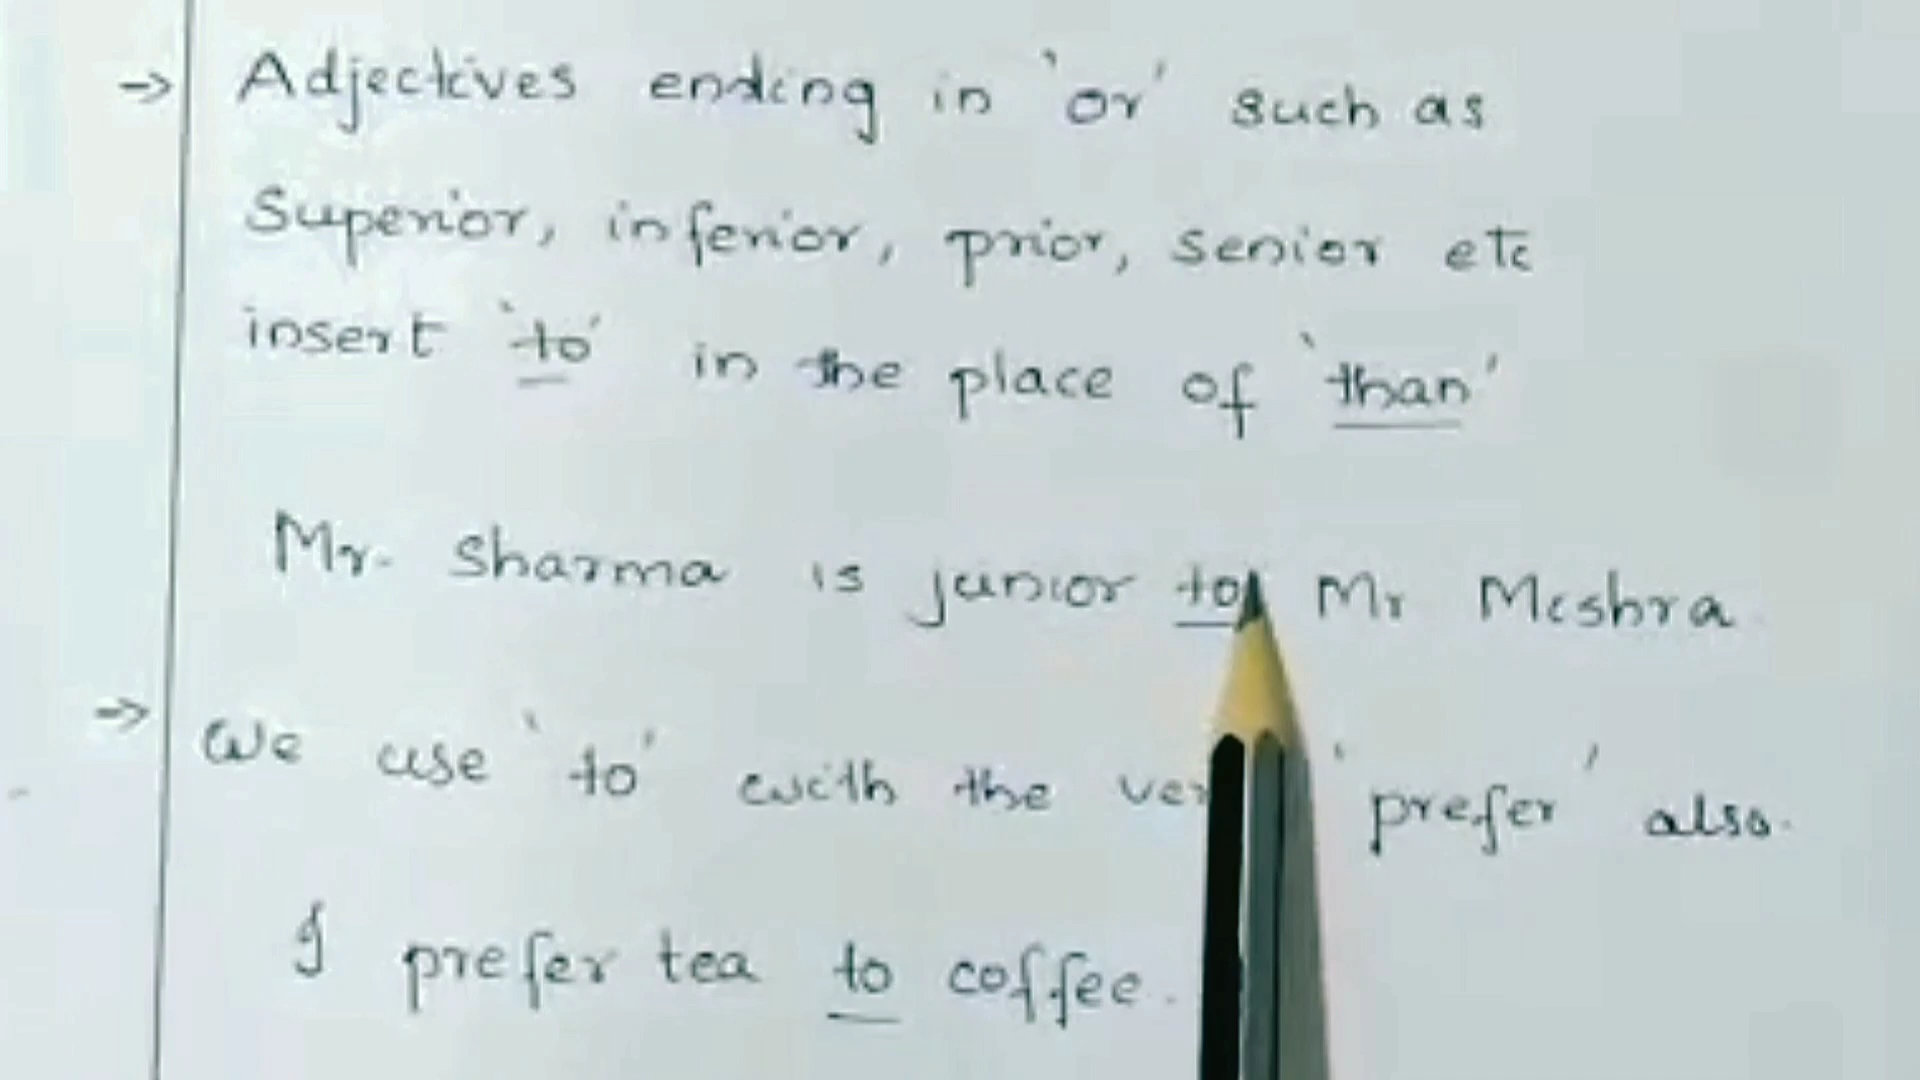 → Adjectives ending in 'or' such as
Superior, inferior, prior, senior etc
insert 'to' in the place of 'than'
Mr. Sharma is junior to Mr Mishra.
→ We use 'to' with the 'prefer' also.
I prefer tea to coffee.